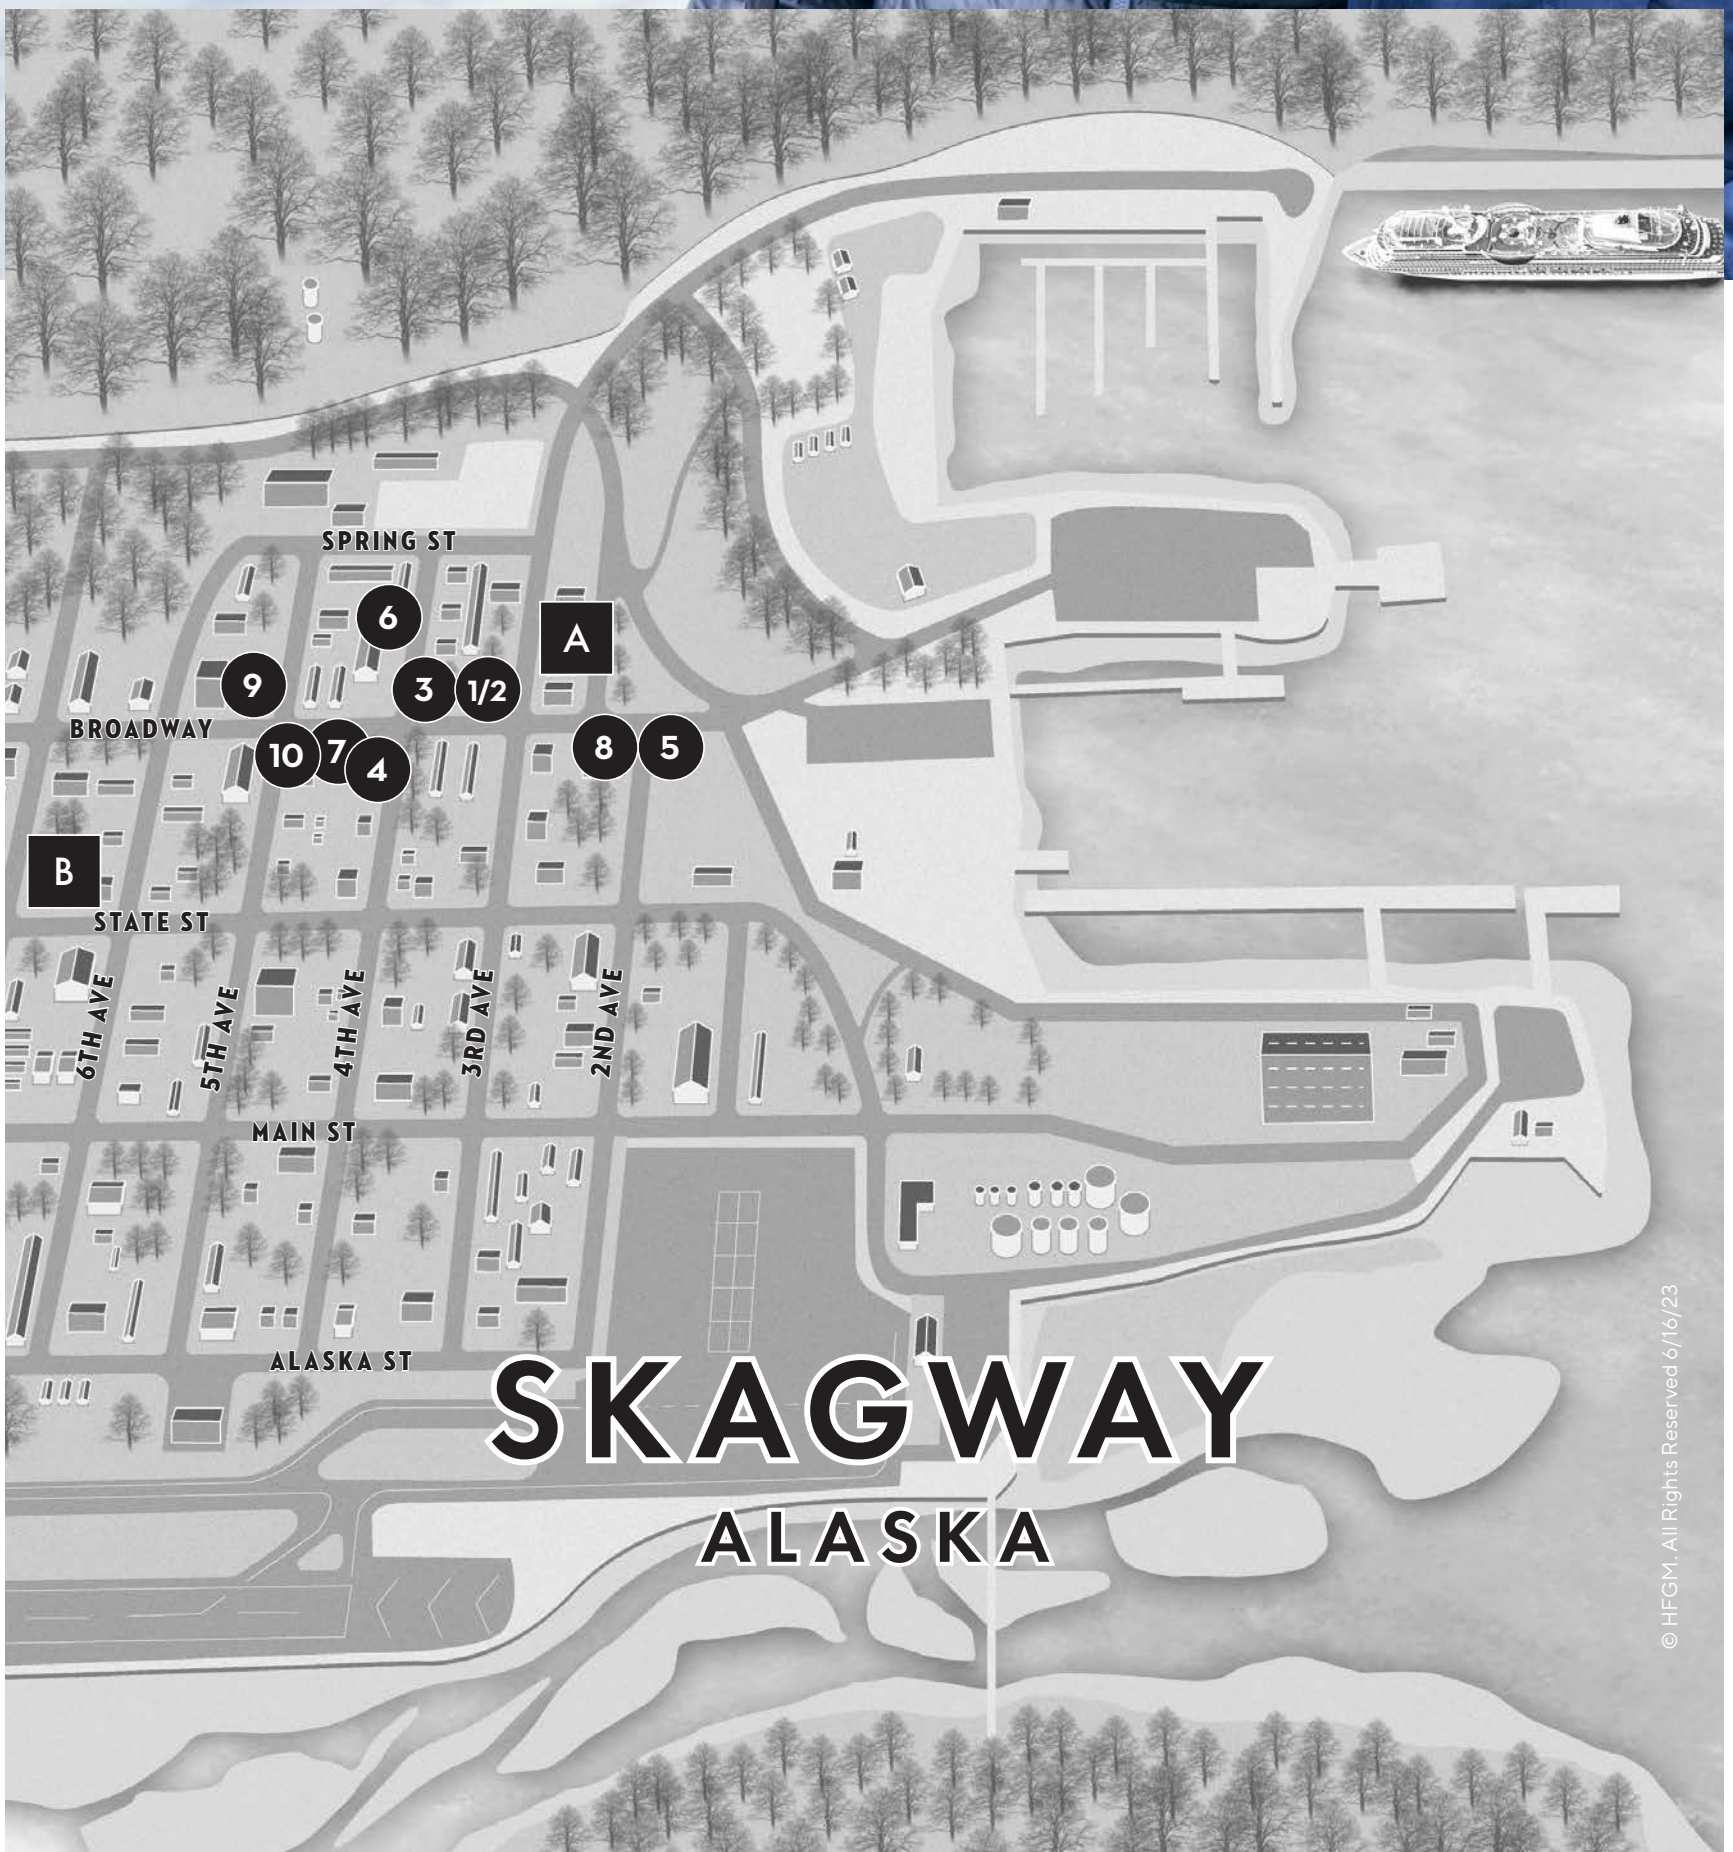 SPRING ST
6
A
9
3
1/2
BROADWAY
10
7
4
8
5
B
STATE ST
6TH AVE
5TH AVE
4TH AVE
3RD AVE
2ND AVE
MAIN ST
ALASKA ST
SKAGWAY
ALASKA
© HFGM. All Rights Reserved 6/16/23